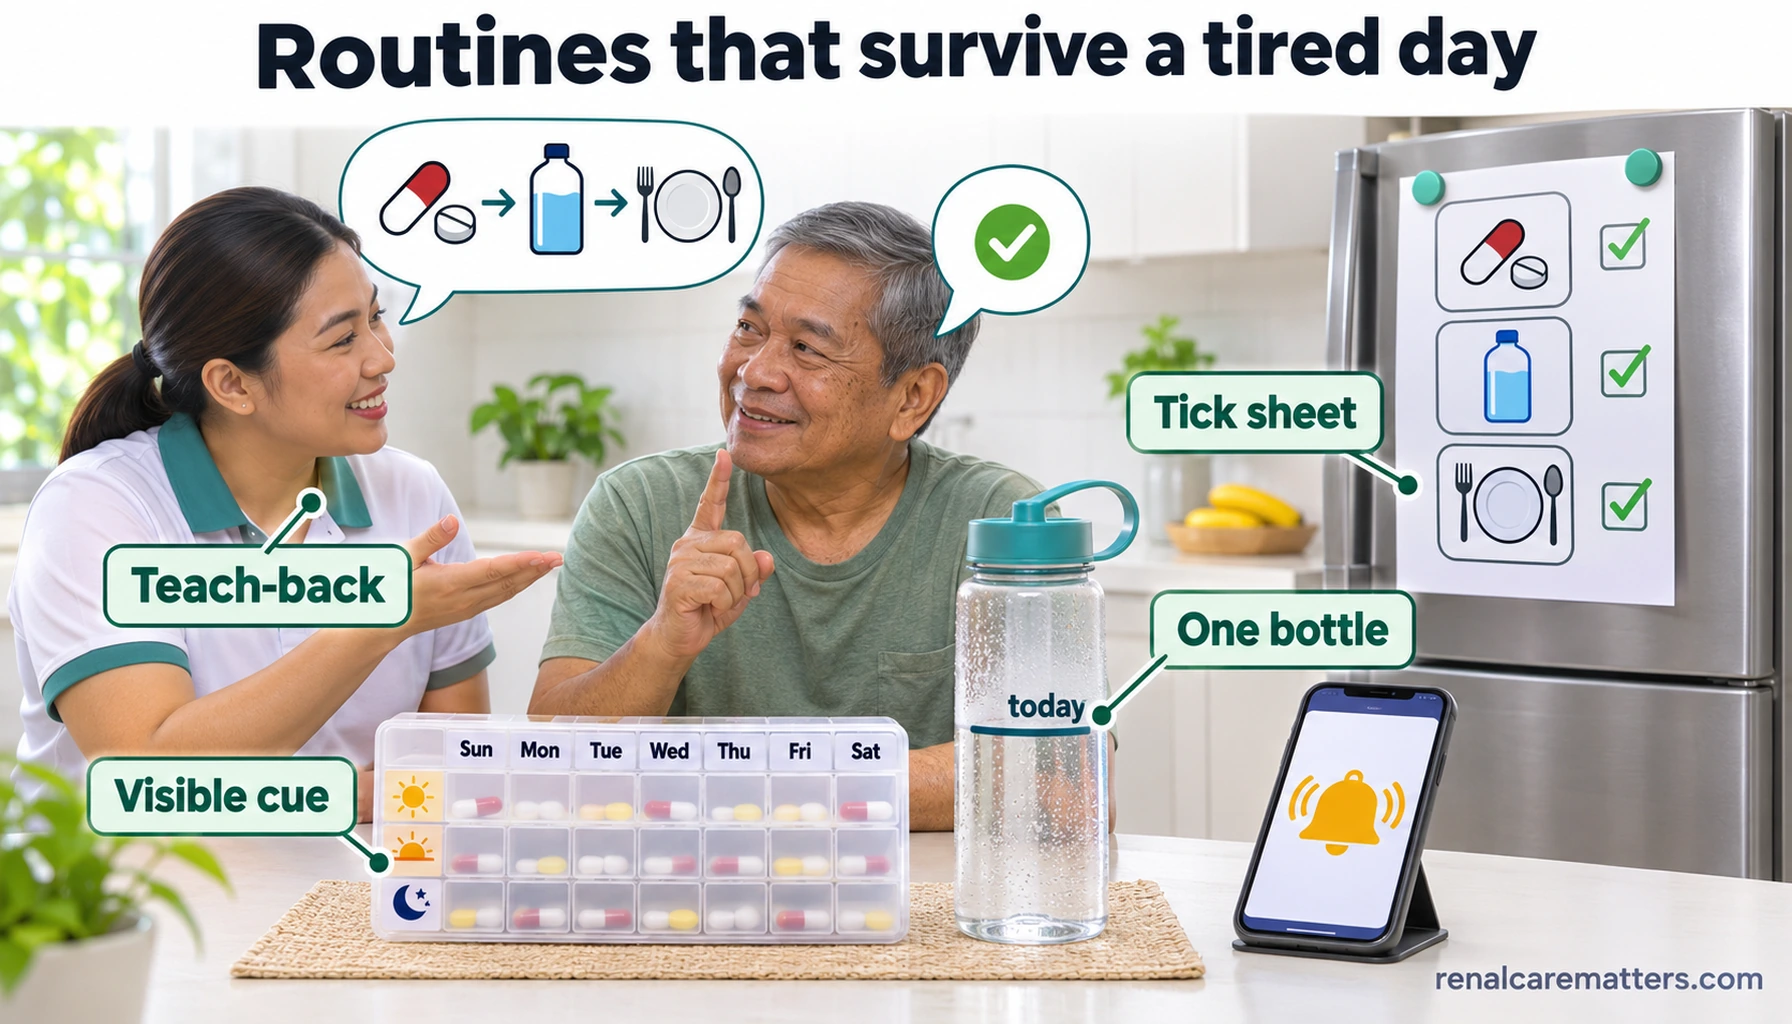 Routines that survive a tired day
Tick sheet
Teach-back
One bottle
today
Visible cue
Sun Mon Tue Wed Thu Fri Sat
renalcarematters.com